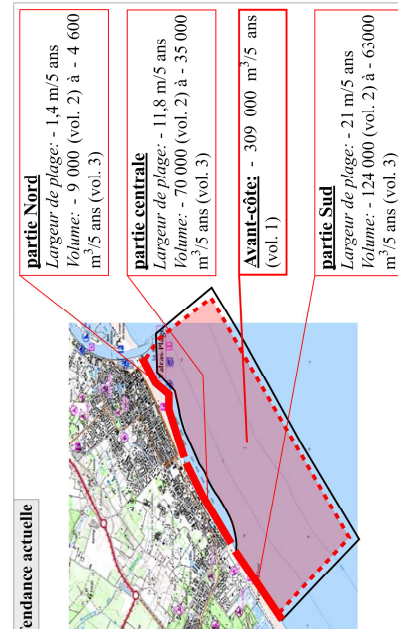 Tendance actuelle
partie Nord
Largeur de plage: - 1,4 m/5 ans
Volume: - 9 000 (vol. 2) à - 4 600
m³/5 ans (vol. 3)
partie centrale
Largeur de plage: - 11,8 m/5 ans
Volume: - 70 000 (vol. 2) à - 35 000
m³/5 ans (vol. 3)
Avant-côte: - 309 000 m³/5 ans
(vol. 1)
partie Sud
Largeur de plage: - 21 m/5 ans
Volume: - 124 000 (vol. 2) à - 63000
m³/5 ans (vol. 3)